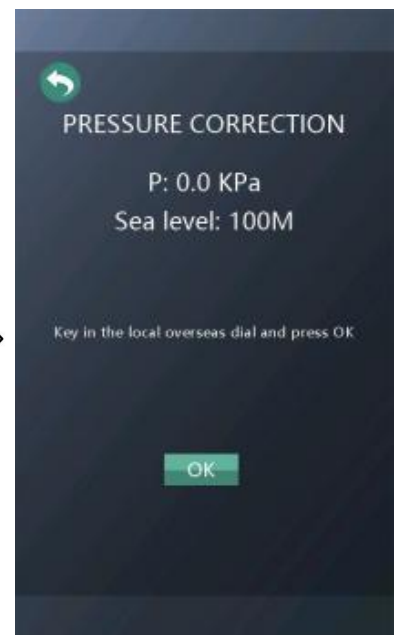 PRESSURE CORRECTION
P: 0.0 KPa
Sea level: 100M
Key in the local overseas dial and press OK
OK